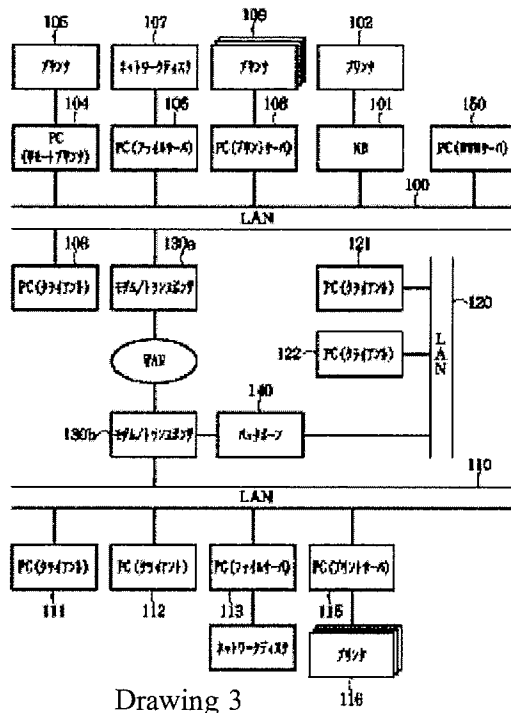 105 107 109 102
プリンタ ネットワークディスク プリンタ プリンタ
104 105 106 101 150
PC
(リモートプリンタ) PC(ファイルサーバ) PC(プリントサーバ) NB
100
LAN
108 130a 121
PC(クライアント) モデム/トランスポンダ PC(クライアント) 120
WAN 122 PC(クライアント) LAN
140
130b モデム/トランスポンダ バックボーン
110
LAN
PC(クライアント) PC(クライアント) PC(ファイルサーバ) PC(プリントサーバ)
111 112 113 115
ネットワークディスク プリンタ
Drawing 3 116